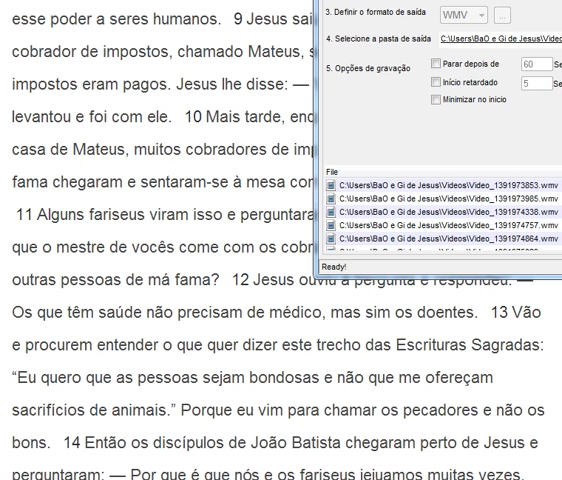 esse poder a seres humanos. 9 Jesus sai
cobrador de impostos, chamado Mateus,
impostos eram pagos. Jesus lhe disse: —
levantou e foi com ele. 10 Mais tarde,
casa de Mateus, muitos cobradores de
fama chegaram e sentaram-se à mesa
11 Alguns fariseus viram isso e
que o mestre de vocês come com os
outras pessoas de má fama? 12 Jesus ouviu a pergunta e respondeu: —
Os que têm saúde não precisam de médico, mas sim os doentes. 13 Vão
e procurem entender o que quer dizer este trecho das Escrituras Sagradas:
“Eu quero que as pessoas sejam bondosas e não que me ofereçam
sacrifícios de animais.” Porque eu vim para chamar os pecadores e não os
bons. 14 Então os discípulos de João Batista chegaram perto de Jesus e
perguntaram: — Por que é que nós e os fariseus jejuamos muitas vezes,
3. Definir o formato de saída WMV ...
4. Selecione a pasta de saída C:\Users\BaO e Gi de Jesus\Video
5. Opções de gravação
Parar depois de 60 Se
Início retardado 5 Se
Minimizar no inicio
File
C:\Users\BaO e Gi de Jesus\Videos\Video_1391973853.wmv
C:\Users\BaO e Gi de Jesus\Videos\Video_1391973985.wmv
C:\Users\BaO e Gi de Jesus\Videos\Video_1391974338.wmv
C:\Users\BaO e Gi de Jesus\Videos\Video_1391974757.wmv
C:\Users\BaO e Gi de Jesus\Videos\Video_1391974864.wmv
Ready!